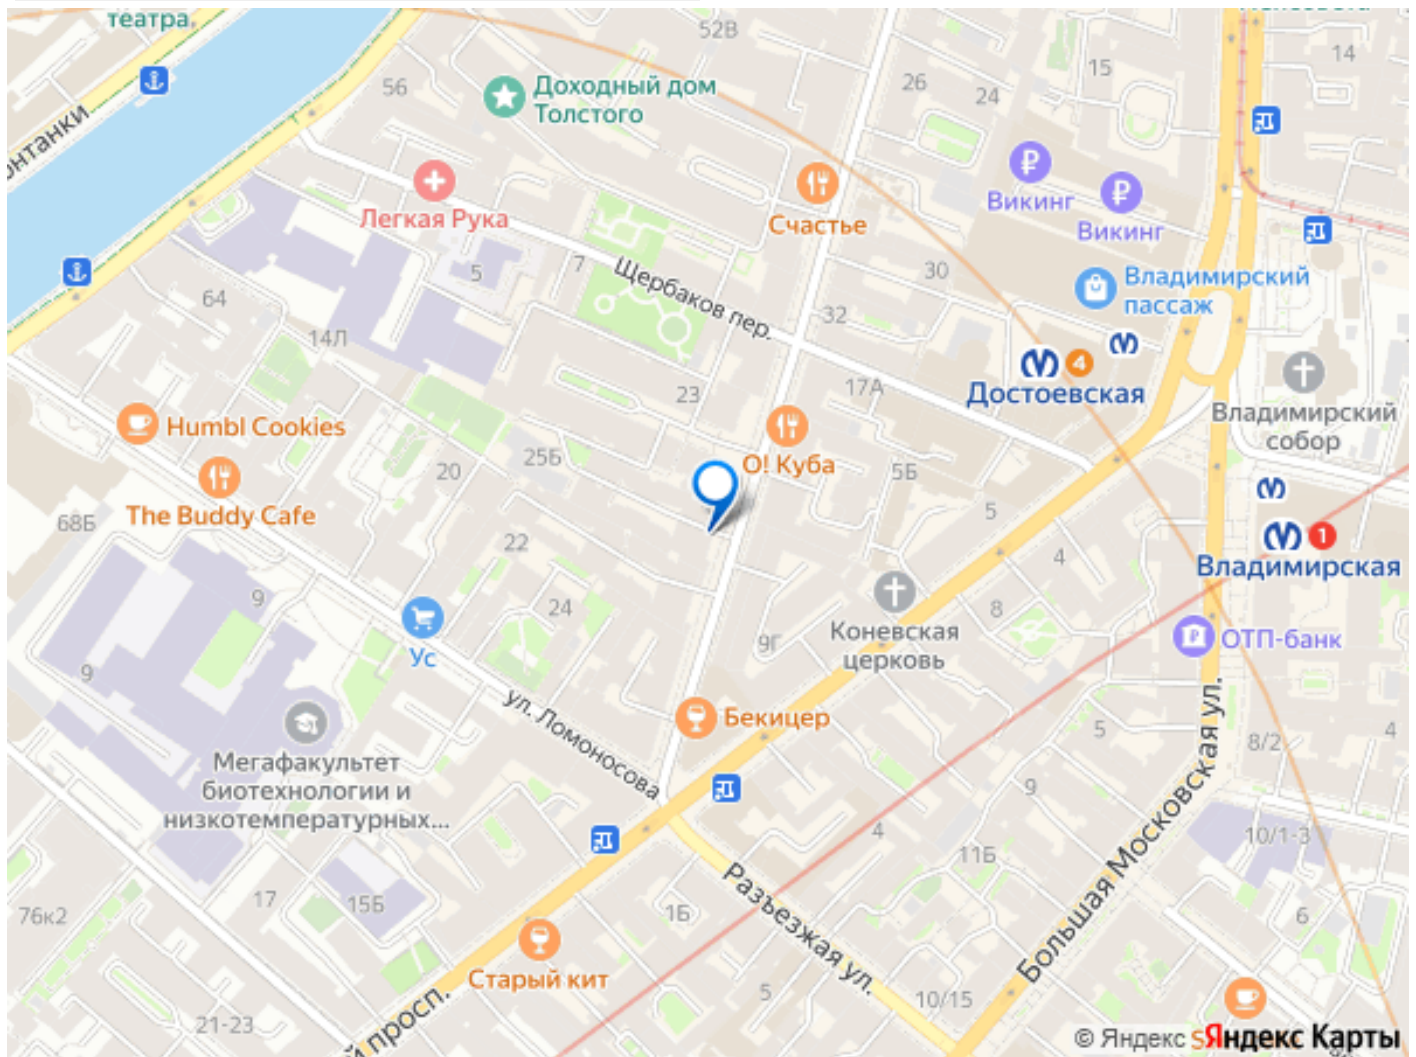 театра,
52В
14
15
26
24
56
Доходный дом
Толстого
Легкая Рука
Счастье
Викинг
Викинг
5
7
Щербаков пер.
30
Владимирский
пассаж
64
32
14Л
4
Достоевская
17А
23
Владимирский
собор
Humbl Cookies
О! Куба
25Б
20
5Б
The Buddy Cafe
68Б
5
22
4
1
Владимирская
9
24
8
9Г
Коневская
церковь
ОТП-банк
Ус
9
ул. Ломоносова
Бекицер
5
8/2
4
Мегафакультет
биотехнологии и
низкотемпературных...
9
Большая Московская ул.
4
11Б
10/1-3
17
15Б
76к2
1Б
Разъезжая ул.
6
Старый кит
5
10/15
21-23
й просп.
© Яндекс
Яндекс Карты